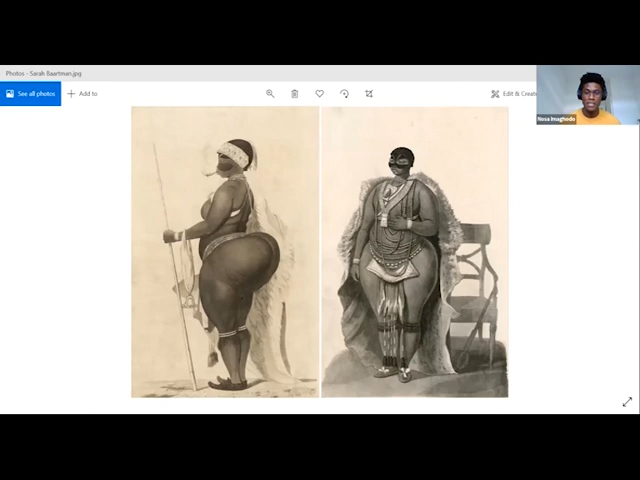 Photos - Sarah Baartman.jpg
See all photos
Add to
Edit & Create
Nosa Imaghodo